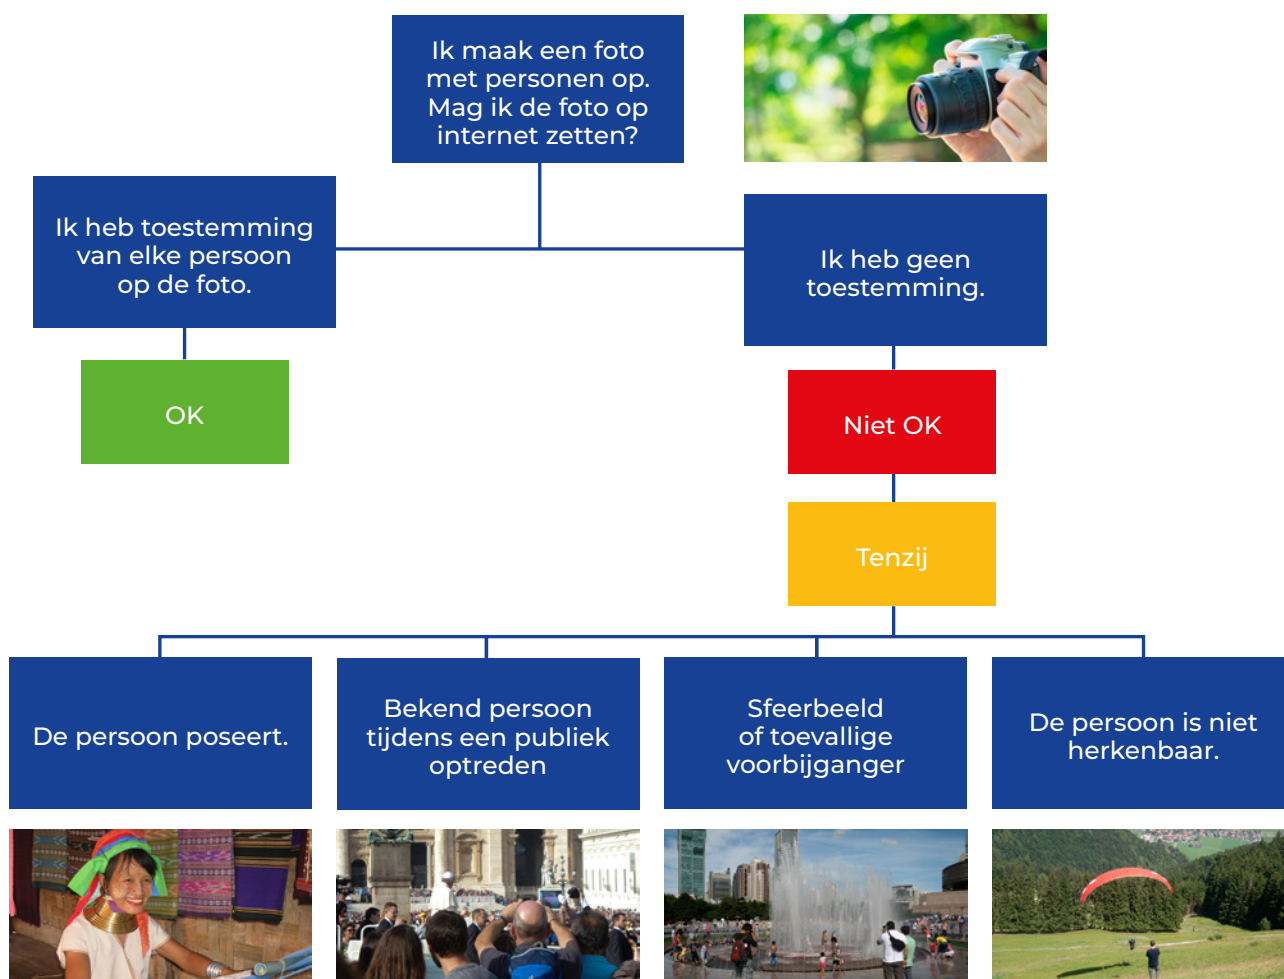 Ik maak een foto
met personen op.
Mag ik de foto op
internet zetten?
Ik heb toestemming
van elke persoon
op de foto.
Ik heb geen
toestemming.
OK
Niet OK
Tenzij
De persoon poseert.
Bekend persoon
tijdens een publiek
optreden
Sfeerbeeld
of toevallige
voorbijganger
De persoon is niet
herkenbaar.